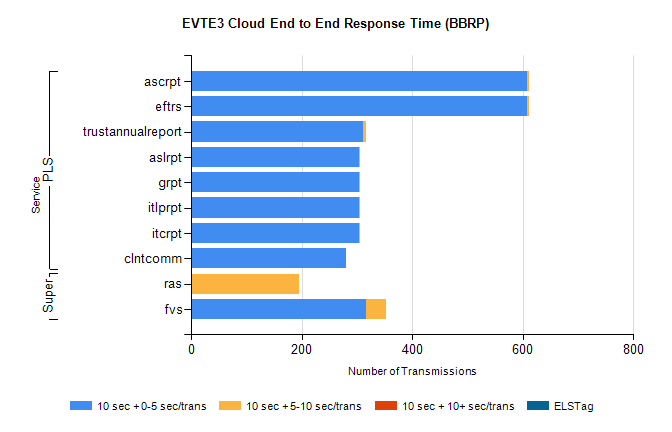 EVTE3 Cloud End to End Response Time (BBRP)
ascrpt
eftrs
trustannualreport
aslrpt
grpt
itlprpt
itcrpt
clntcomm
ras
fvs
Service
PLS
Super
0 200 400 600 800
Number of Transmissions
10 sec +0-5 sec/trans 10 sec +5-10 sec/trans 10 sec + 10+ sec/trans ELSTag